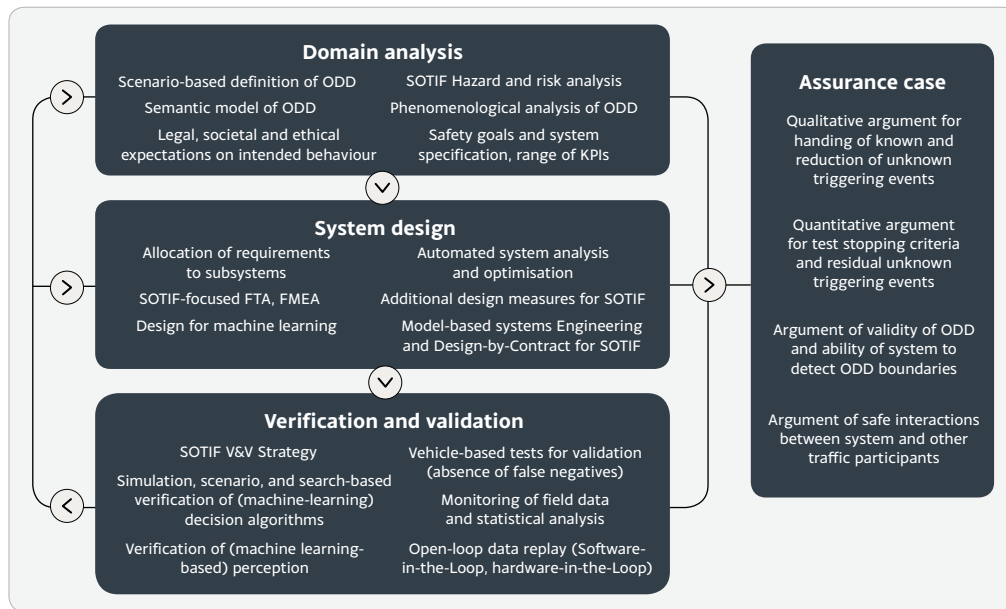 Domain analysis
Scenario-based definition of ODD
Semantic model of ODD
Legal, societal and ethical
expectations on intended behaviour
SOTIF Hazard and risk analysis
Phenomenological analysis of ODD
Safety goals and system
specification, range of KPIs
System design
Allocation of requirements
to subsystems
SOTIF-focused FTA, FMEA
Design for machine learning
Automated system analysis
and optimisation
Additional design measures for SOTIF
Model-based systems Engineering
and Design-by-Contract for SOTIF
Verification and validation
SOTIF V&V Strategy
Simulation, scenario, and search-based
verification of (machine-learning)
decision algorithms
Verification of (machine learning-
based) perception
Vehicle-based tests for validation
(absence of false negatives)
Monitoring of field data
and statistical analysis
Open-loop data replay (Software-
in-the-Loop, hardware-in-the-Loop)
Assurance case
Qualitative argument for
handing of known and
reduction of unknown
triggering events
Quantitative argument
for test stopping criteria
and residual unknown
triggering events
Argument of validity of ODD
and ability of system to
detect ODD boundaries
Argument of safe interactions
between system and other
traffic participants